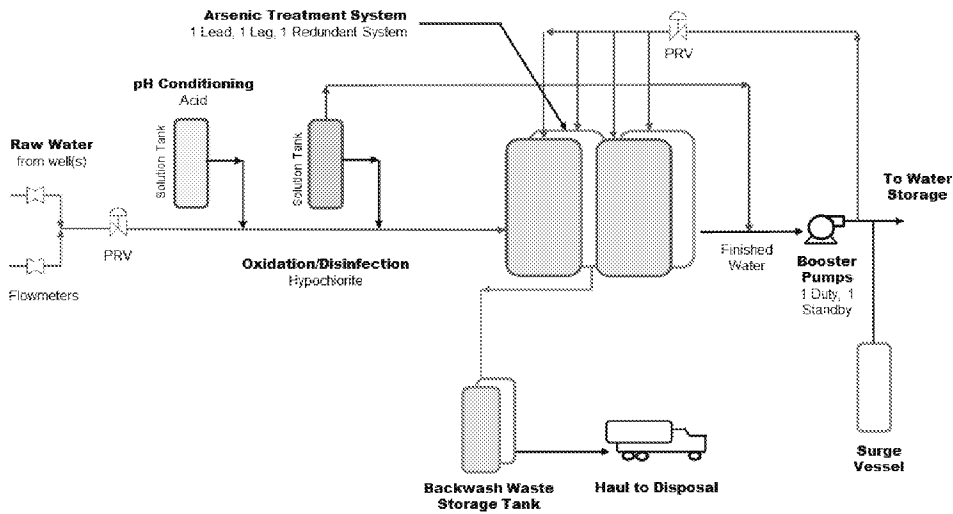 Arsenic Treatment System
1 Lead, 1 Lag, 1 Redundant System
PRV
pH Conditioning
Acid
Solution Tank
Solution Tank
Raw Water
from well(s)
PRV
Flowmeters
Oxidation/Disinfection
Hypochlorite
To Water
Storage
Finished
Water
Booster
Pumps
1 Duty, 1
Standby
Surge
Vessel
Backwash Waste
Storage Tank
Haul to Disposal